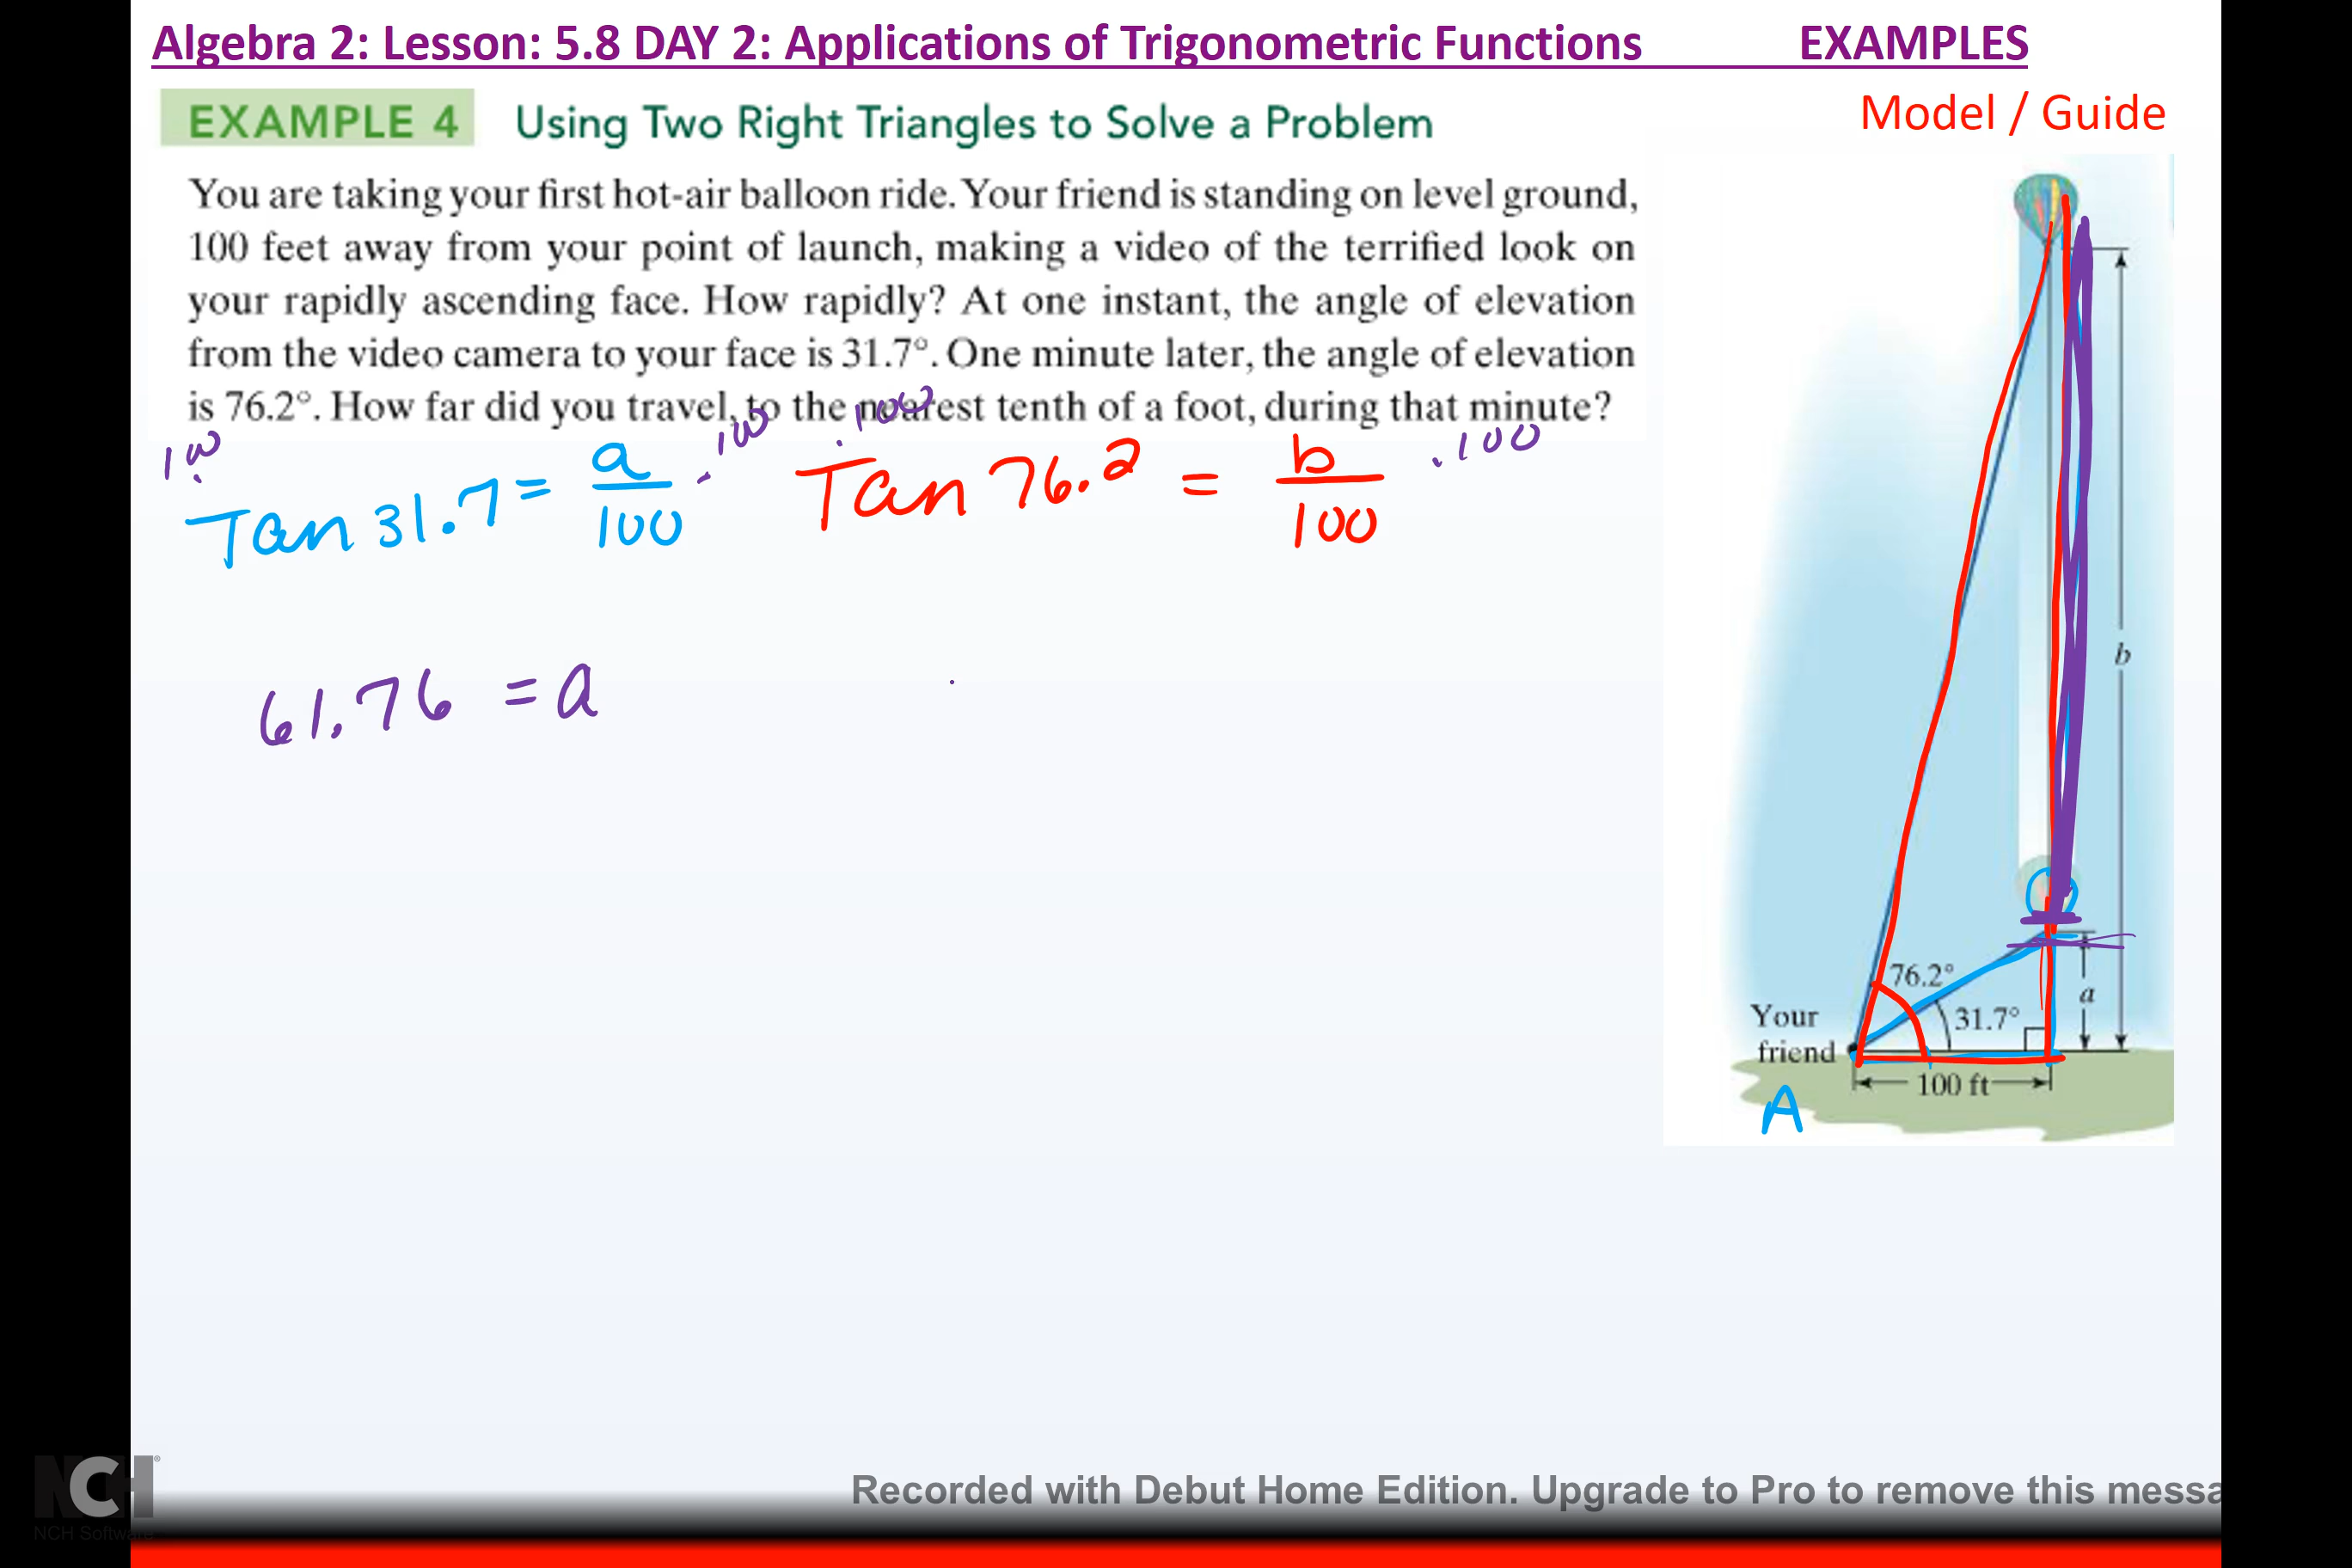 Algebra 2: Lesson: 5.8 DAY 2: Applications of Trigonometric Functions EXAMPLES
EXAMPLE 4 Using Two Right Triangles to Solve a Problem
Model / Guide
You are taking your first hot-air balloon ride. Your friend is standing on level ground,
100 feet away from your point of launch, making a video of the terrified look on
your rapidly ascending face. How rapidly? At one instant, the angle of elevation
from the video camera to your face is 31.7°. One minute later, the angle of elevation
is 76.2°. How far did you travel, to the nearest tenth of a foot, during that minute?
100 · Tan 31.7 = a/100 · 100
·100 Tan 76.2 = b/100 ·100
61.76 = a
b
76.2°
a
31.7°
Your
friend
100 ft
A
NCH
NCH Software
Recorded with Debut Home Edition. Upgrade to Pro to remove this messa